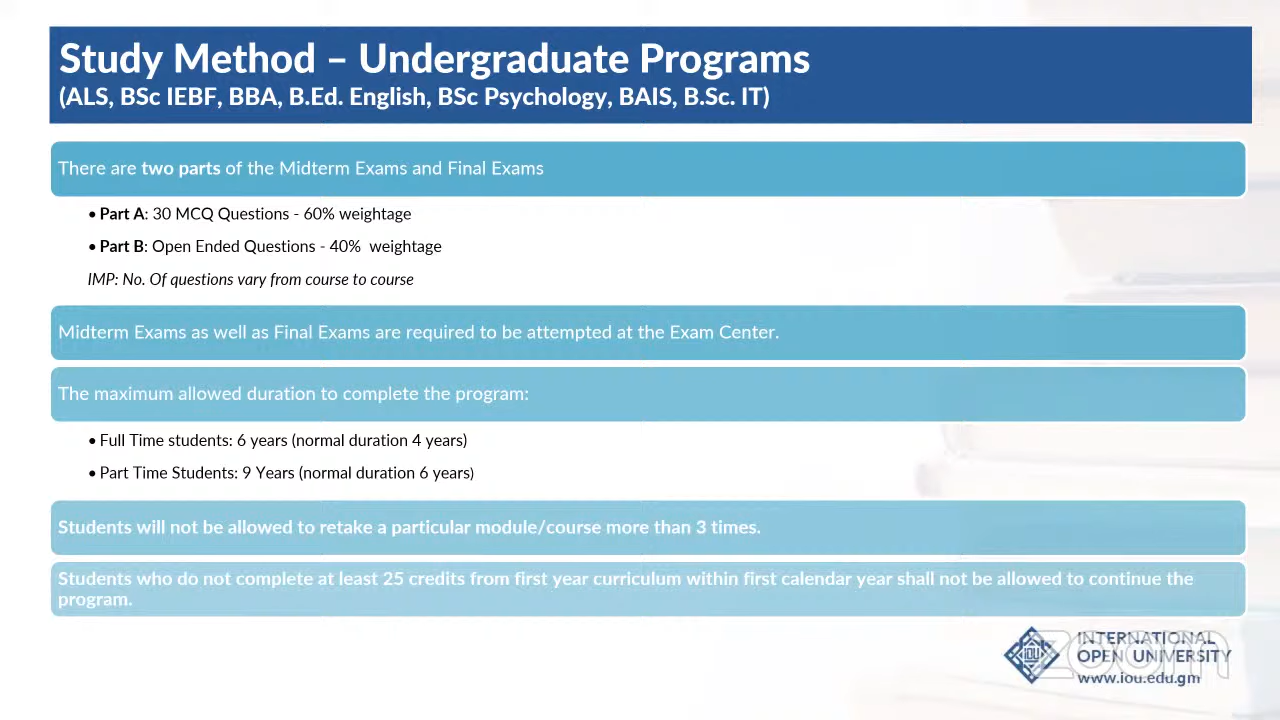 Study Method – Undergraduate Programs
(ALS, BSc IEBF, BBA, B.Ed. English, BSc Psychology, BAIS, B.Sc. IT)
There are two parts of the Midterm Exams and Final Exams
• Part A: 30 MCQ Questions - 60% weightage
• Part B: Open Ended Questions - 40% weightage
IMP: No. Of questions vary from course to course
Midterm Exams as well as Final Exams are required to be attempted at the Exam Center.
The maximum allowed duration to complete the program:
• Full Time students: 6 years (normal duration 4 years)
• Part Time Students: 9 Years (normal duration 6 years)
Students will not be allowed to retake a particular module/course more than 3 times.
Students who do not complete at least 25 credits from first year curriculum within first calendar year shall not be allowed to continue the
program.
IOU
INTERNATIONAL
OPEN UNIVERSITY
www.iou.edu.gm
zoom